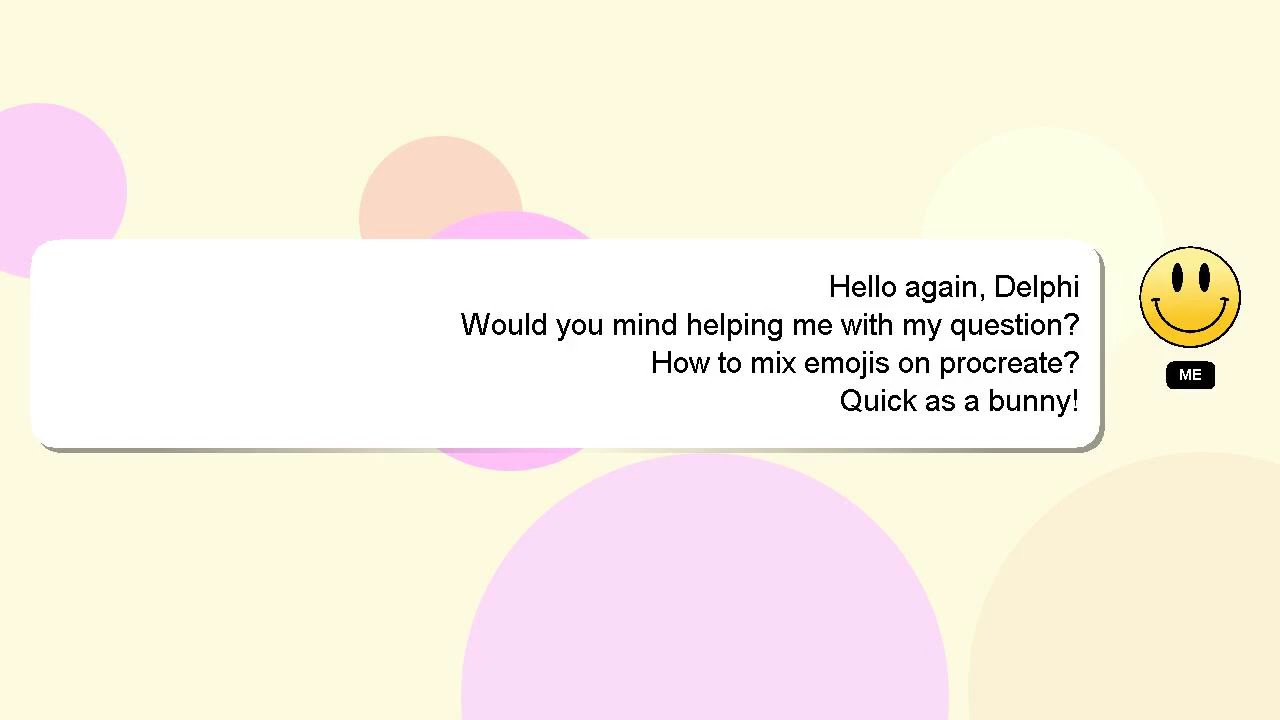 Hello again, Delphi
Would you mind helping me with my question?
How to mix emojis on procreate?
Quick as a bunny!
ME